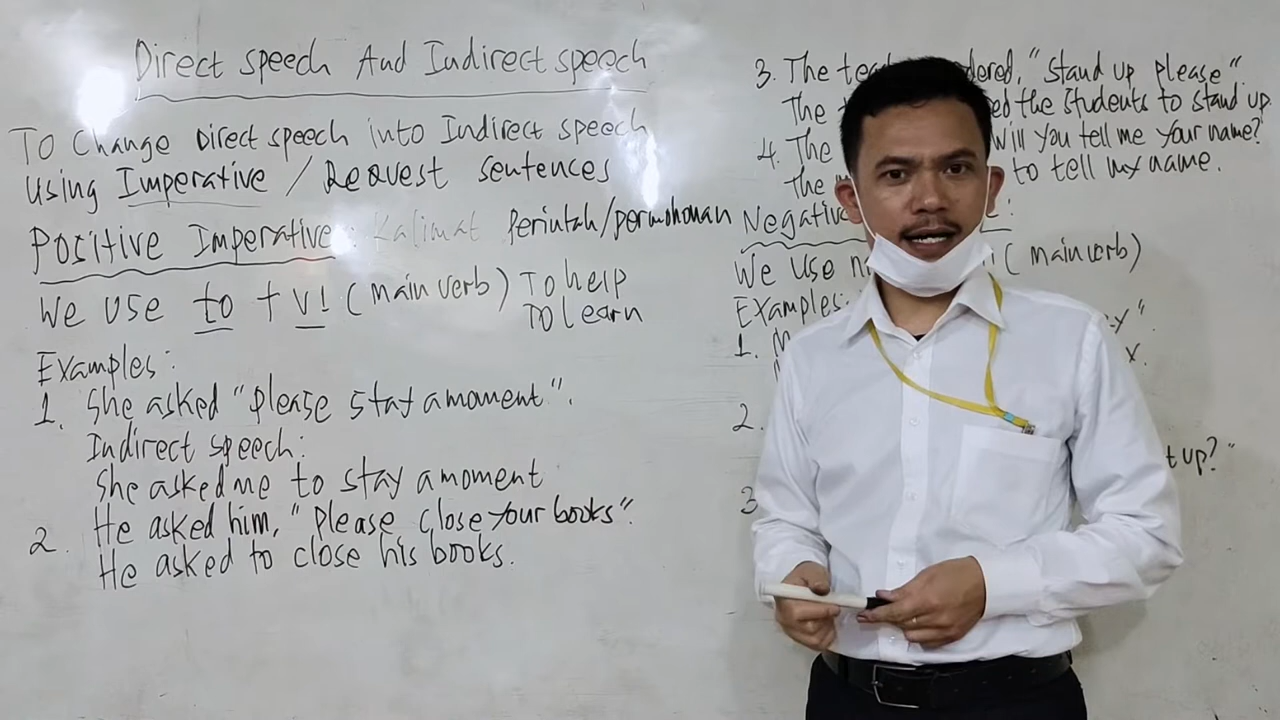 Direct speech And Indirect speech
To Change Direct speech into Indirect speech
Using Imperative / Request sentences
Positive Imperative : Kalimat Perintah/permohonan
We use to + V1 (main verb) To help
To learn
Examples:
1. She asked "please stay a moment".
Indirect speech:
She asked me to stay a moment
2. He asked him, "Please close your books".
He asked to close his books.
3. The dered, "Stand up please".
The ed the students to stand up
4. The Will you tell me your name?
The to tell my name.
Negative :
We Use (main verb)
Examples:
1.
2.
t up?"
3